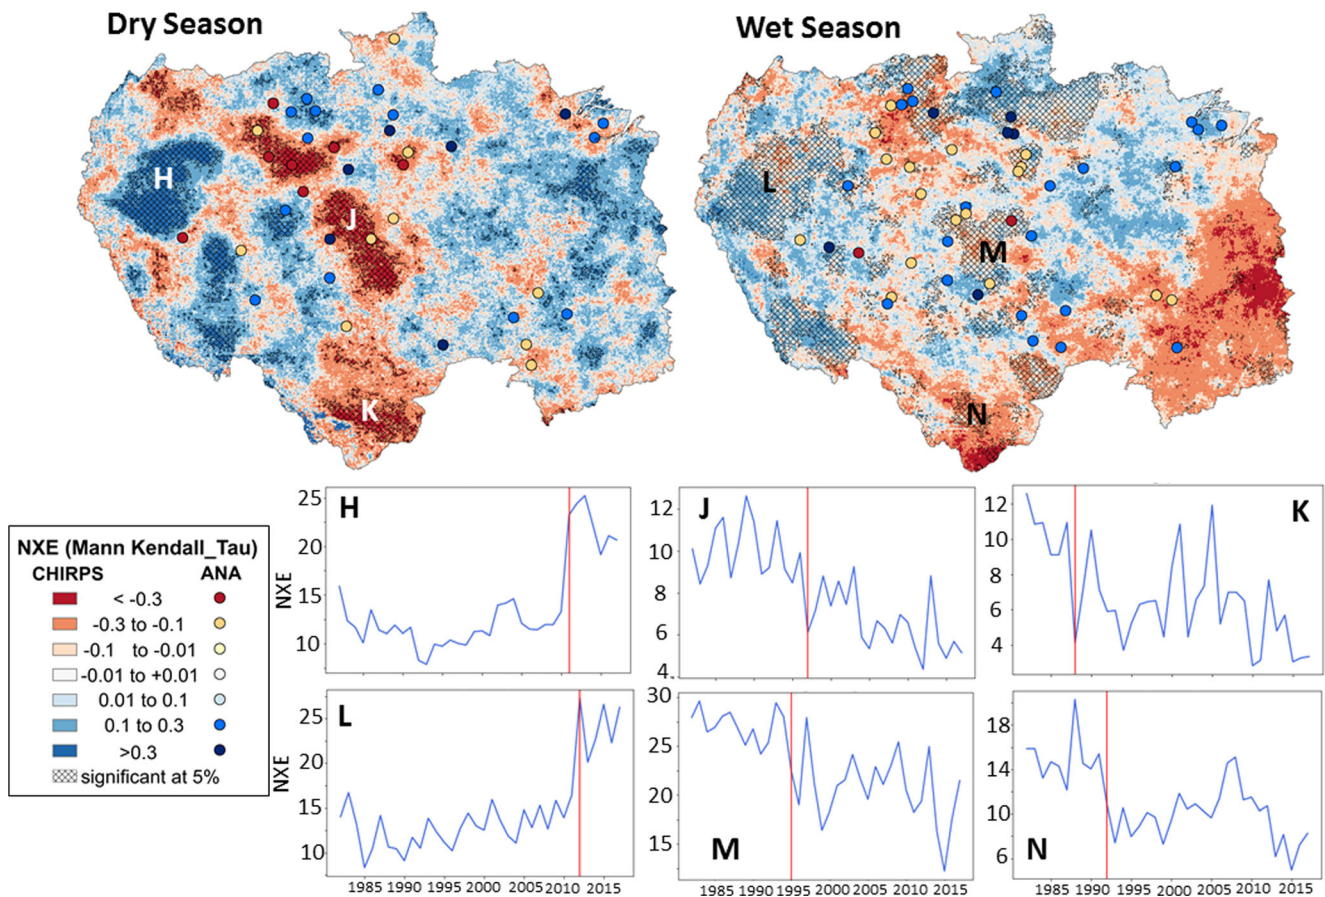 Dry Season
Wet Season
H
J
K
L
M
N
NXE (Mann Kendall_Tau)
CHIRPS ANA
< -0.3
-0.3 to -0.1
-0.1 to -0.01
-0.01 to +0.01
0.01 to 0.1
0.1 to 0.3
>0.3
significant at 5%
H
NXE
25
20
15
10
J
12
10
8
6
4
K
12
10
8
6
4
L
NXE
25
20
15
10
1985 1990 1995 2000 2005 2010 2015
M
30
25
20
15
1985 1990 1995 2000 2005 2010 2015
N
18
14
10
6
1985 1990 1995 2000 2005 2010 2015